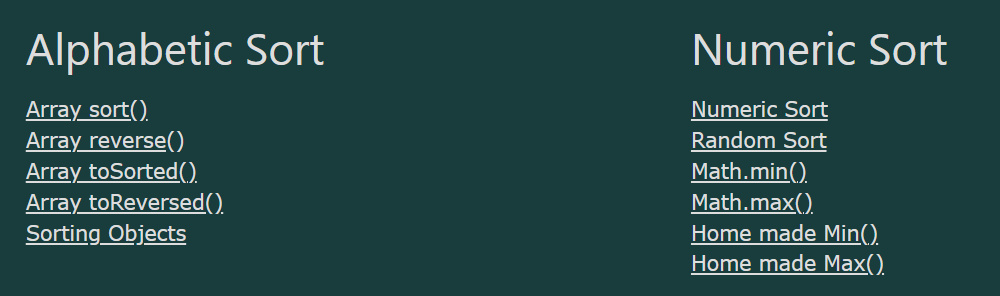 Alphabetic Sort
Array sort()
Array reverse()
Array toSorted()
Array toReversed()
Sorting Objects
Numeric Sort
Numeric Sort
Random Sort
Math.min()
Math.max()
Home made Min()
Home made Max()